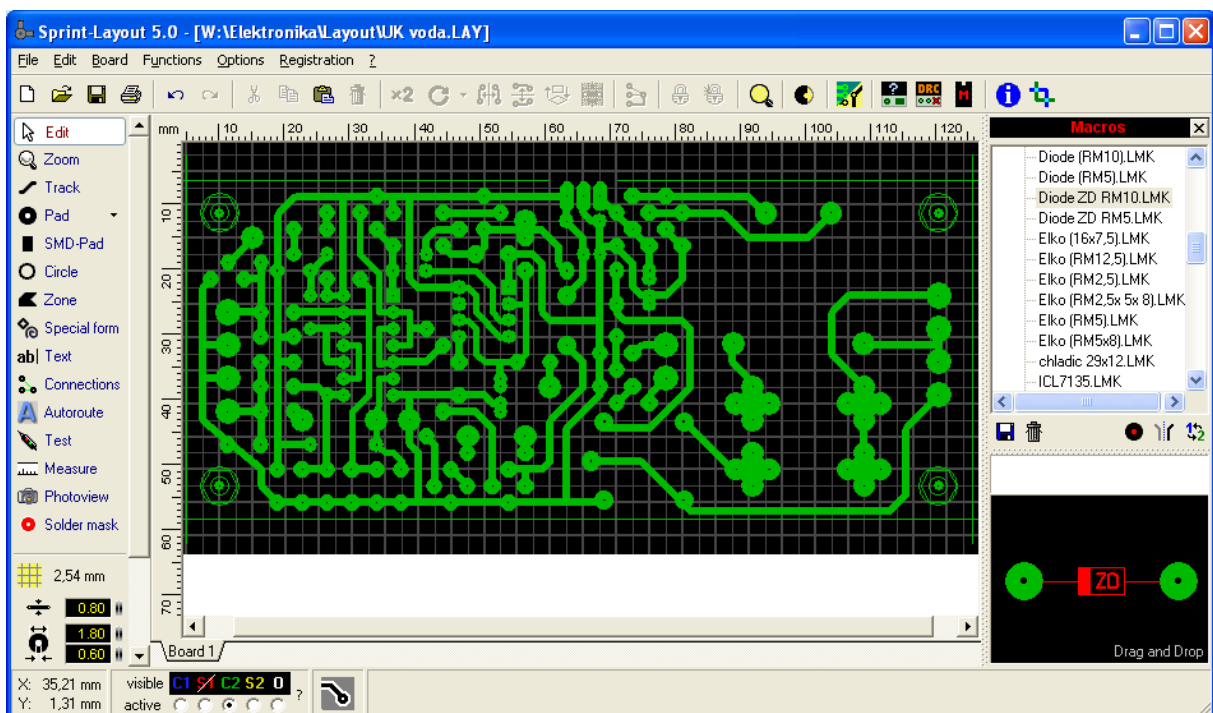 Sprint-Layout 5.0 - [W:\Elektronika\Layout\UK voda.LAY]
File Edit Board Functions Options Registration ?
×2 ? DRC M i
Edit
Zoom
Track
Pad
SMD-Pad
Circle
Zone
Special form
ab| Text
Connections
Autoroute
Test
Measure
Photoview
Solder mask
2,54 mm
0.80
1.80
0.60
mm 10 20 30 40 50 60 70 80 90 100 110 120
10
20
30
40
50
60
70
Board 1
Macros
Diode (RM10).LMK
Diode (RM5).LMK
Diode ZD RM10.LMK
Diode ZD RM5.LMK
Elko (16x7,5).LMK
Elko (RM12,5).LMK
Elko (RM2,5).LMK
Elko (RM2,5x 5x 8).LMK
Elko (RM5).LMK
Elko (RM5x8).LMK
chladic 29x12.LMK
ICL7135.LMK
1 2
ZD
Drag and Drop
X: 35,21 mm visible C1 S1 C2 S2 O ?
Y: 1,31 mm active